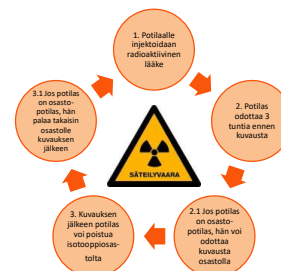 1. Potilaalle
injektoidaan
radioaktiivinen
lääke
2. Potilas
odottaa 3
tuntia ennen
kuvausta
2.1 Jos potilas
on osasto-
potilas, hän voi
odottaa
kuvausta
osastolla
3. Kuvauksen
jälkeen potilas
voi poistua
isotooppiosas-
tolta
3.1 Jos potilas
on osasto-
potilas, hän
palaa takaisin
osastolle
kuvauksen
jälkeen
SÄTEILYVAARA